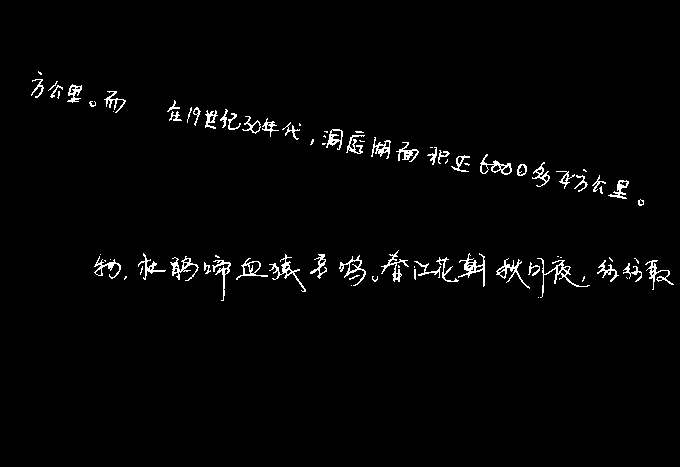 方公里。而 在19世纪30年代，洞庭湖面积达6000多平方公里。
物，杜鹃啼血猿哀鸣。春江花朝秋月夜，往往取